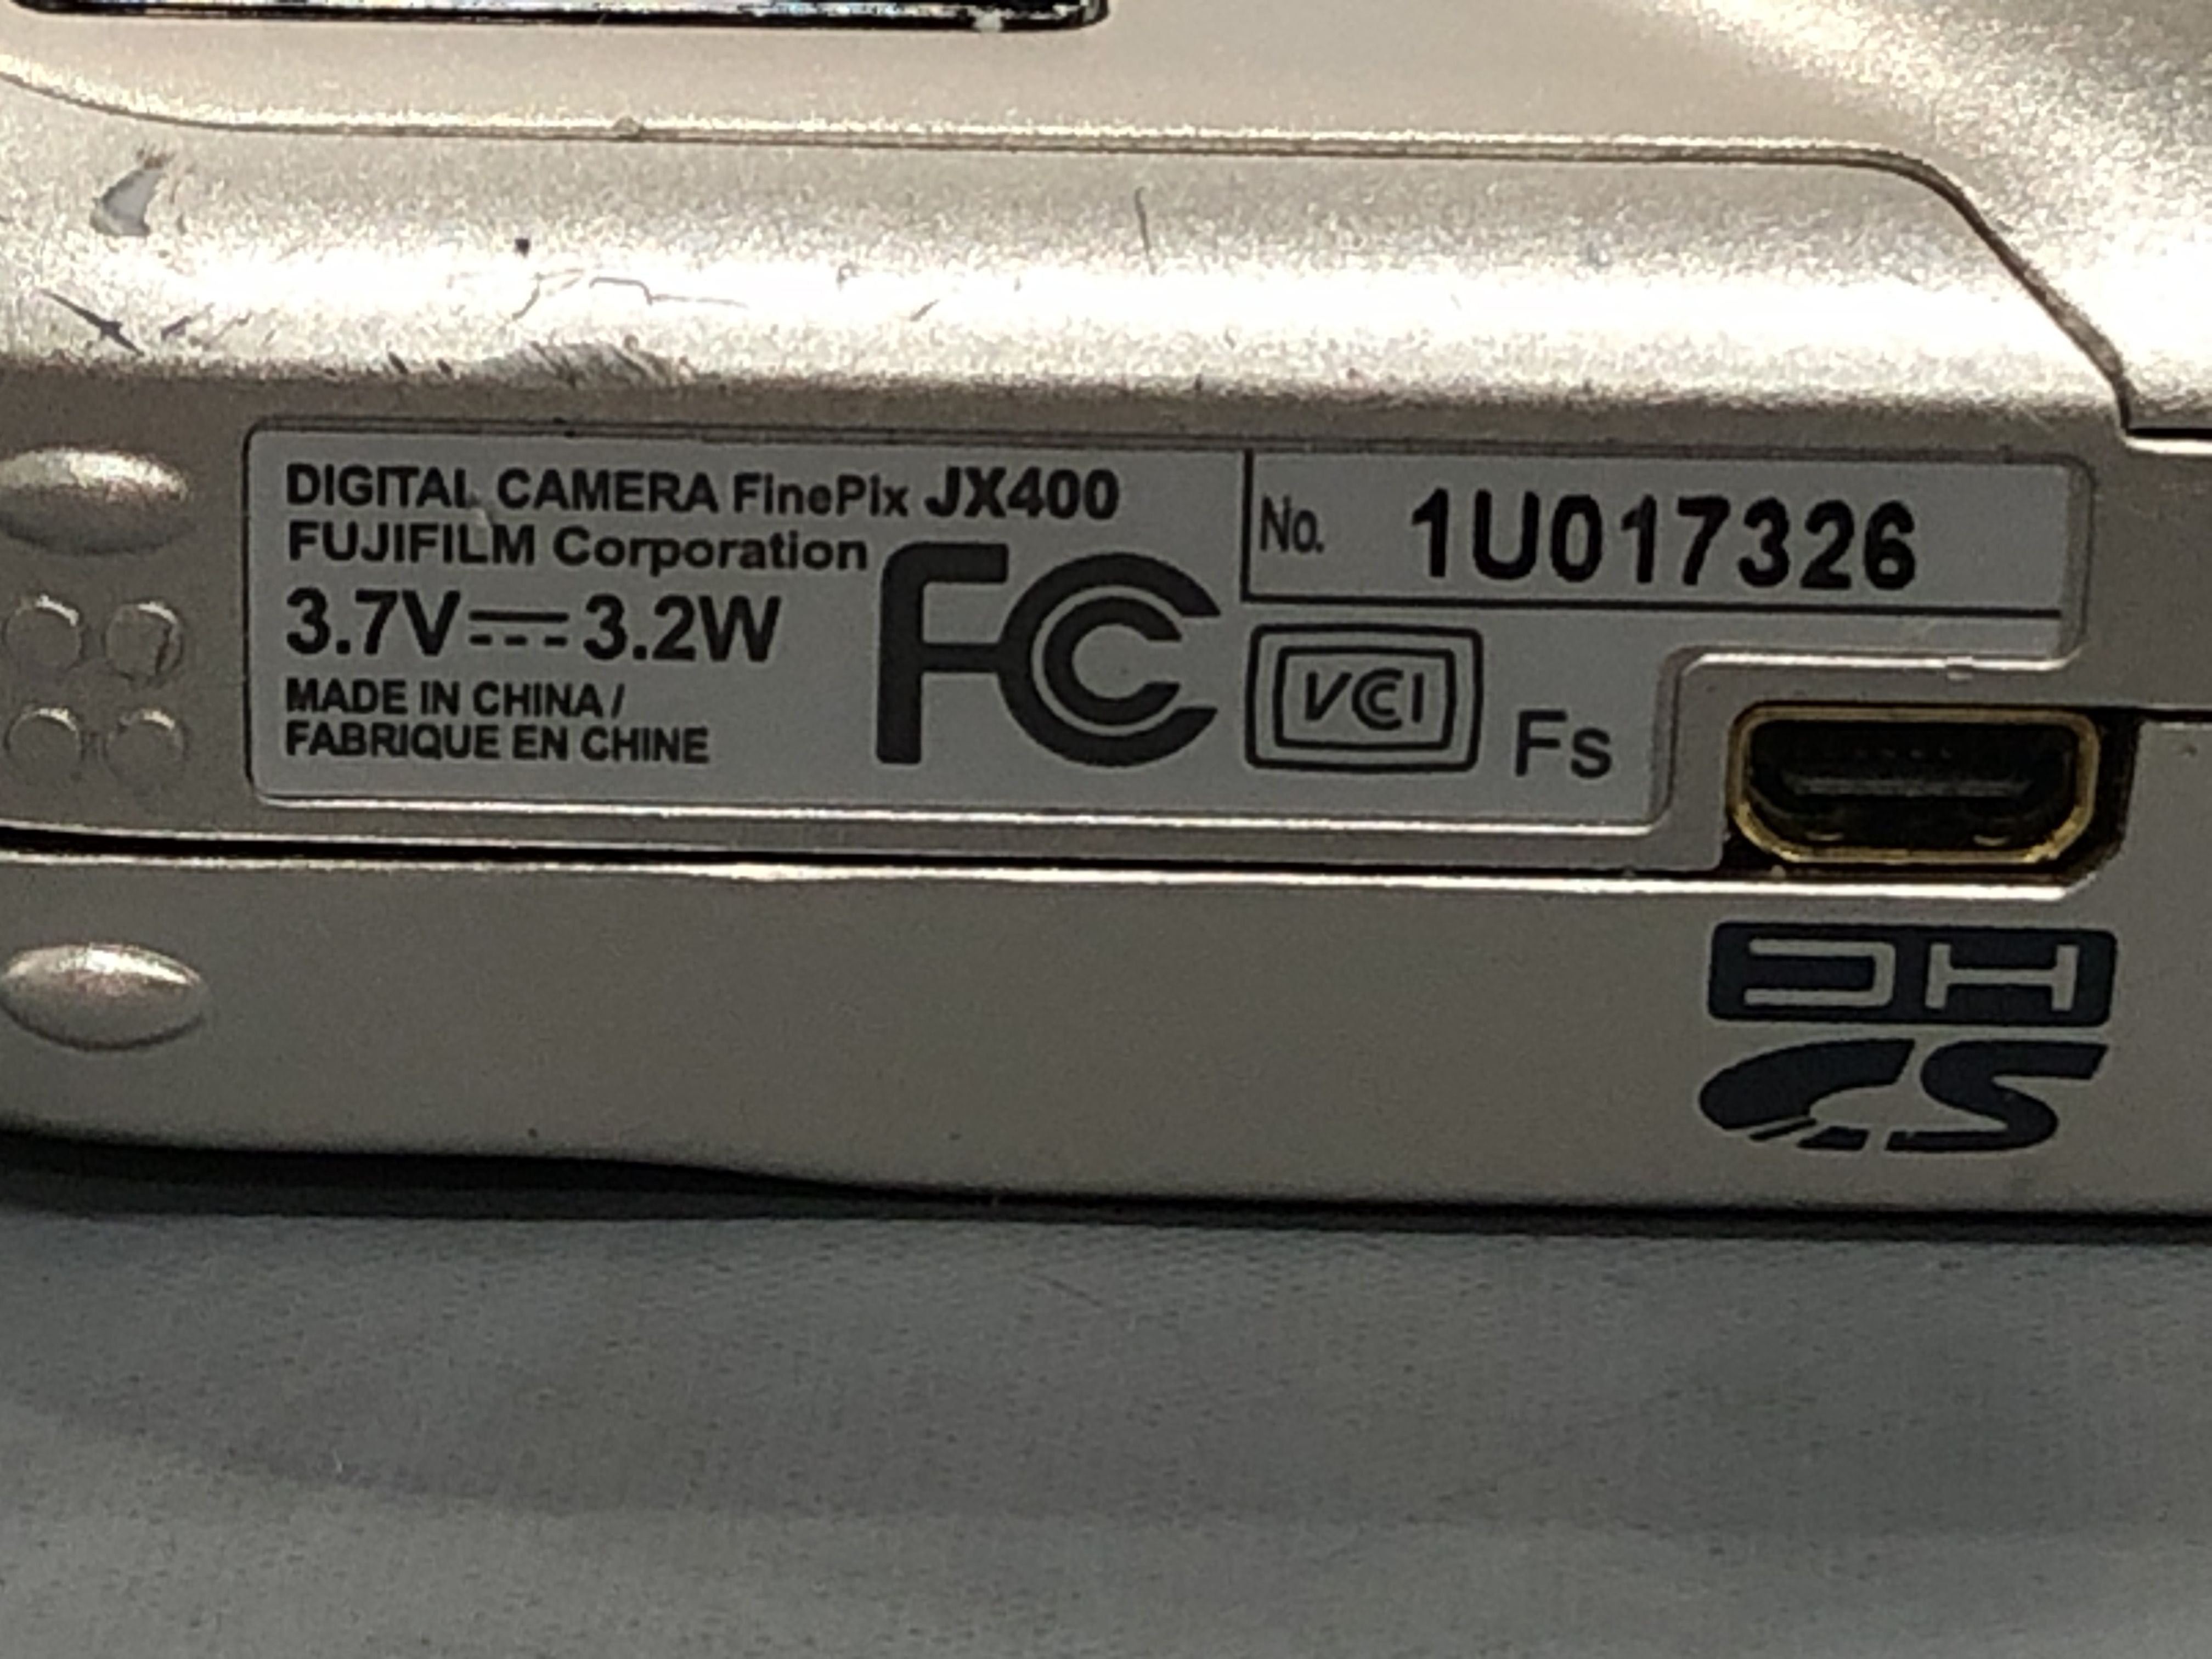 DIGITAL CAMERA FinePix JX400
FUJIFILM Corporation
3.7V⎓3.2W
MADE IN CHINA /
FABRIQUE EN CHINE
FC
No. 1U017326
VCCI
Fs
SD
HC